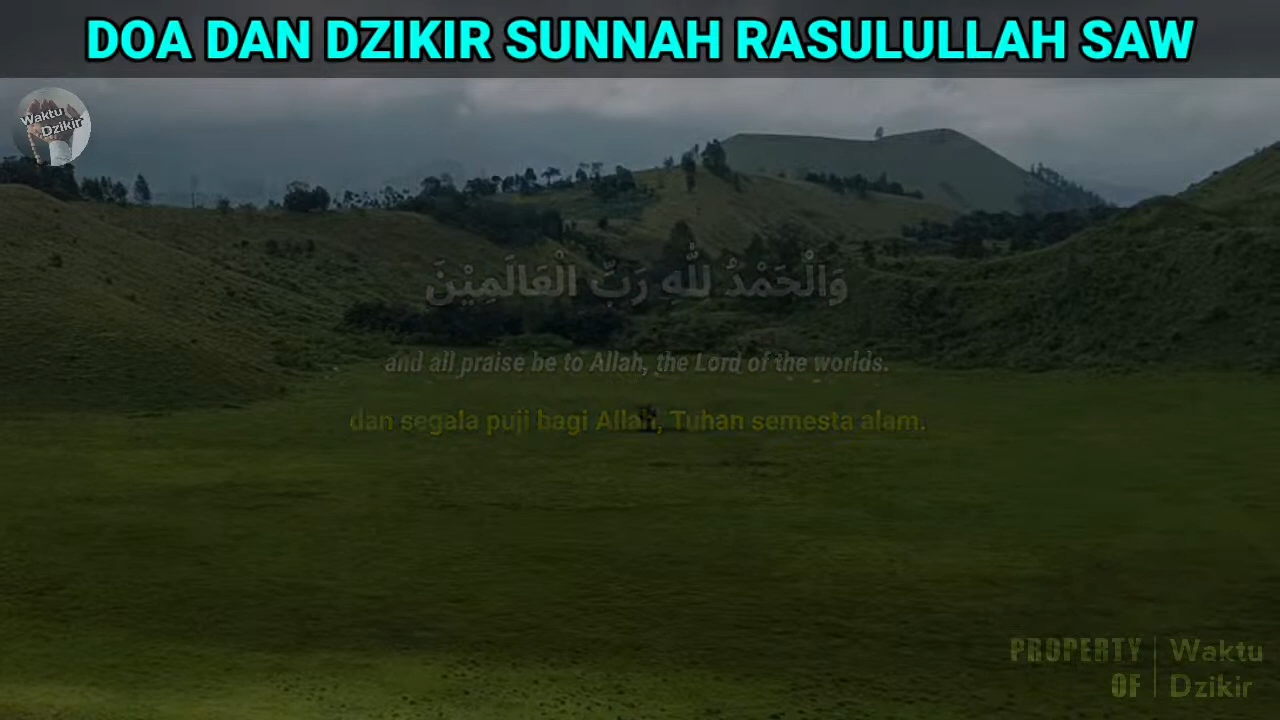 DOA DAN DZIKIR SUNNAH RASULULLAH SAW
Waktu
Dzikir
وَالْحَمْدُ لِلّٰهِ رَبِّ الْعَالَمِيْنَ
and all praise be to Allah, the Lord of the worlds.
dan segala puji bagi Allah, Tuhan semesta alam.
PROPERTY OF
Waktu Dzikir